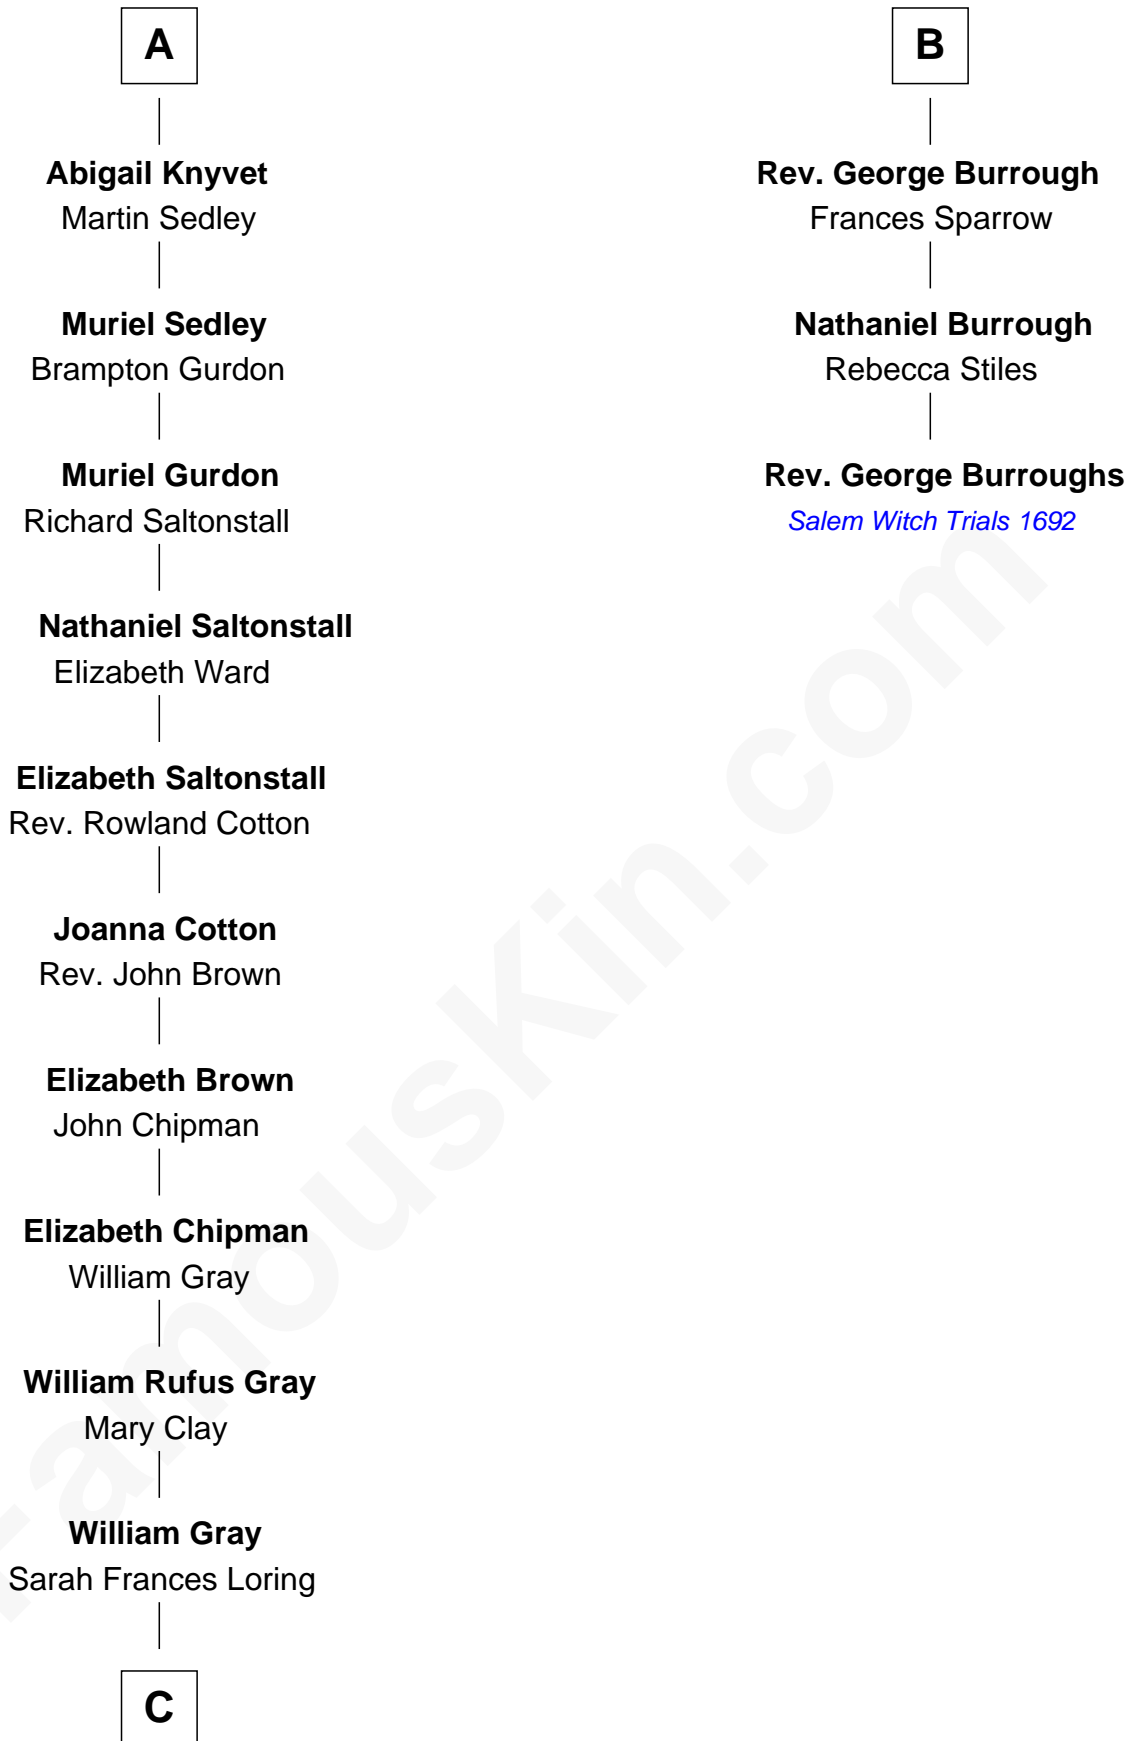 A
Abigail Knyvet
Martin Sedley
Muriel Sedley
Brampton Gurdon
Muriel Gurdon
Richard Saltonstall
Nathaniel Saltonstall
Elizabeth Ward
Elizabeth Saltonstall
Rev. Rowland Cotton
Joanna Cotton
Rev. John Brown
Elizabeth Brown
John Chipman
Elizabeth Chipman
William Gray
William Rufus Gray
Mary Clay
William Gray
Sarah Frances Loring
C
B
Rev. George Burrough
Frances Sparrow
Nathaniel Burrough
Rebecca Stiles
Rev. George Burroughs
Salem Witch Trials 1692
FamousKin.com